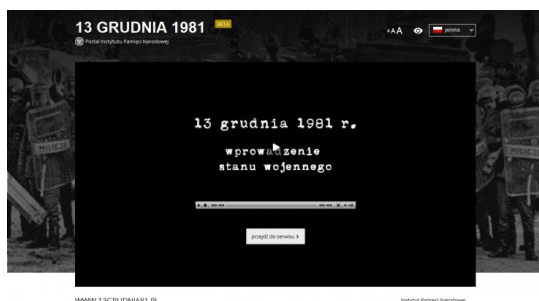 13 GRUDNIA 1981 BETA
Portal Instytutu Pamięci Narodowej
AAA
polska
13 grudnia 1981 r.
wprowadzenie
stanu wojennego
przejdź do serwisu >
WWW.13GRUDNIA81.PL
Instytut Pamięci Narodowej